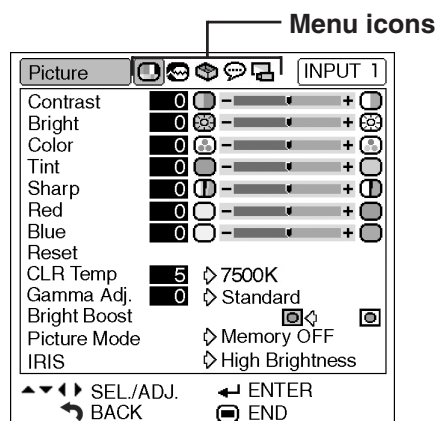 Menu icons
Picture INPUT 1
Contrast 0 - +
Bright 0 - +
Color 0 - +
Tint 0 - +
Sharp 0 - +
Red 0 - +
Blue 0 - +
Reset
CLR Temp 5 7500K
Gamma Adj. 0 Standard
Bright Boost
Picture Mode Memory OFF
IRIS High Brightness
SEL./ADJ. ENTER
BACK END